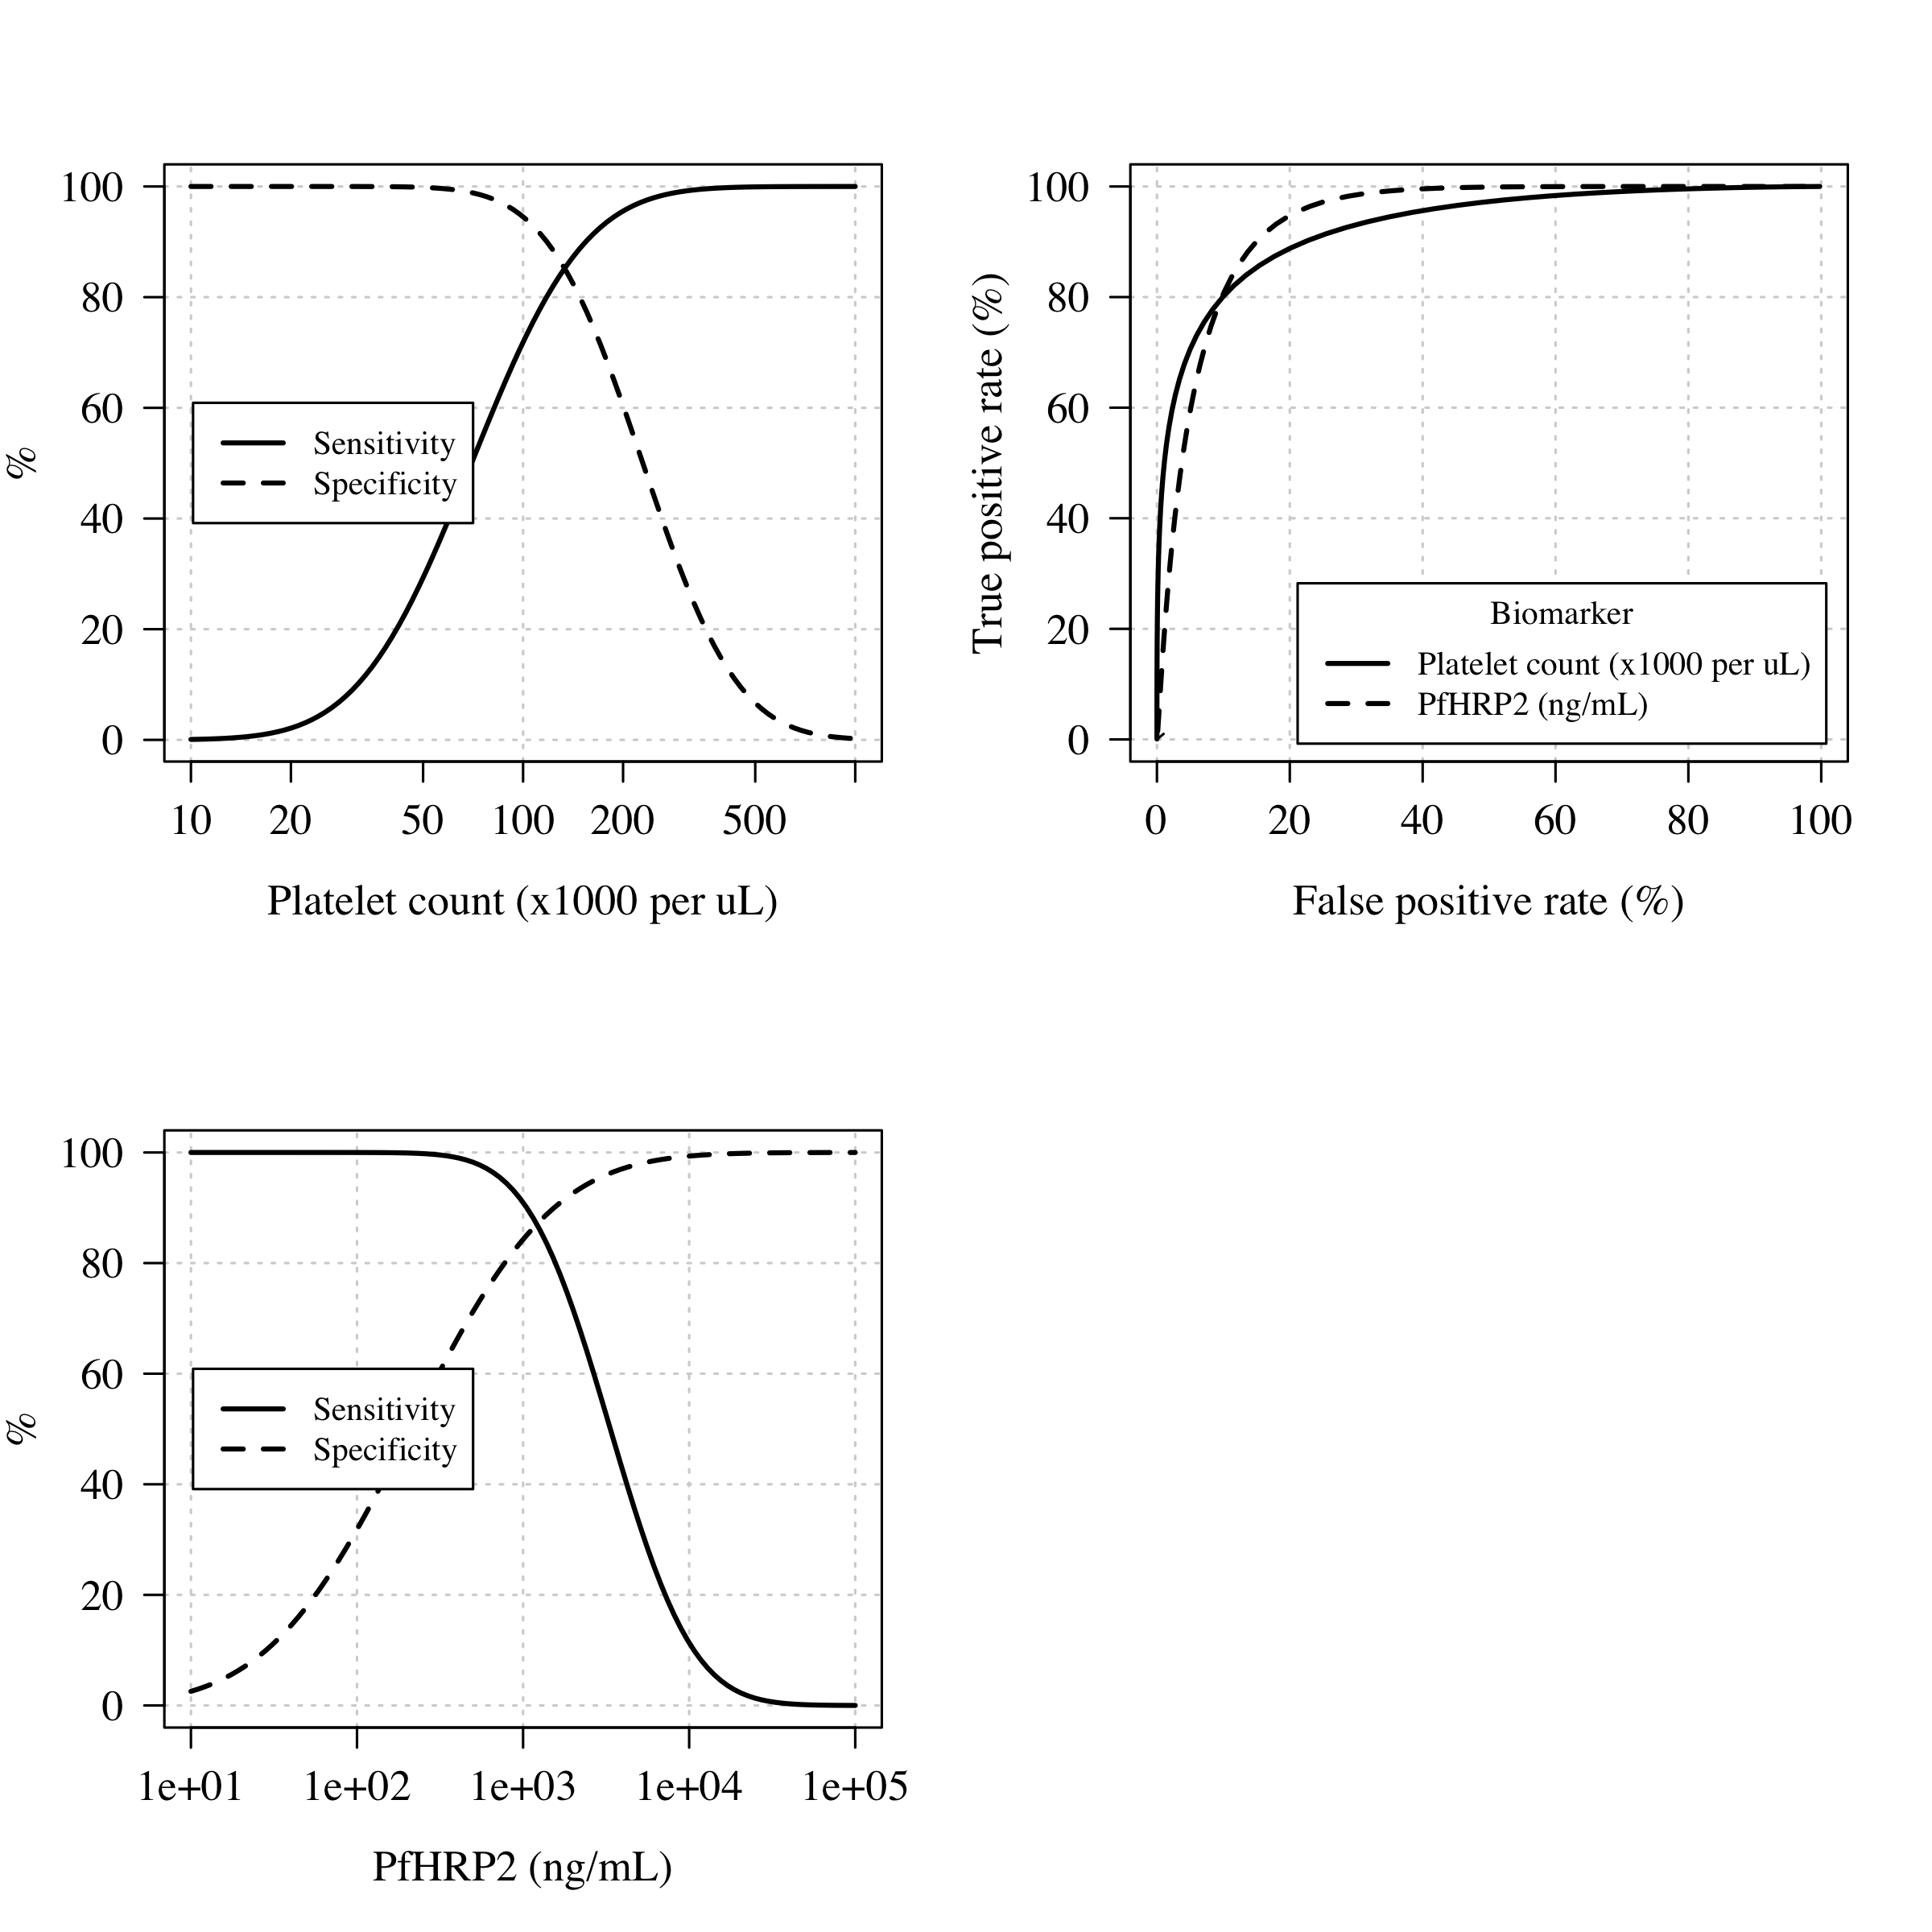 %
100
80
60
40
20
0
Sensitivity
Specificity
10 20 50 100 200 500
Platelet count (x1000 per uL)
True positive rate (%)
100
80
60
40
20
0
Biomarker
Platelet count (x1000 per uL)
PfHRP2 (ng/mL)
0 20 40 60 80 100
False positive rate (%)
%
100
80
60
40
20
0
Sensitivity
Specificity
1e+01 1e+02 1e+03 1e+04 1e+05
PfHRP2 (ng/mL)